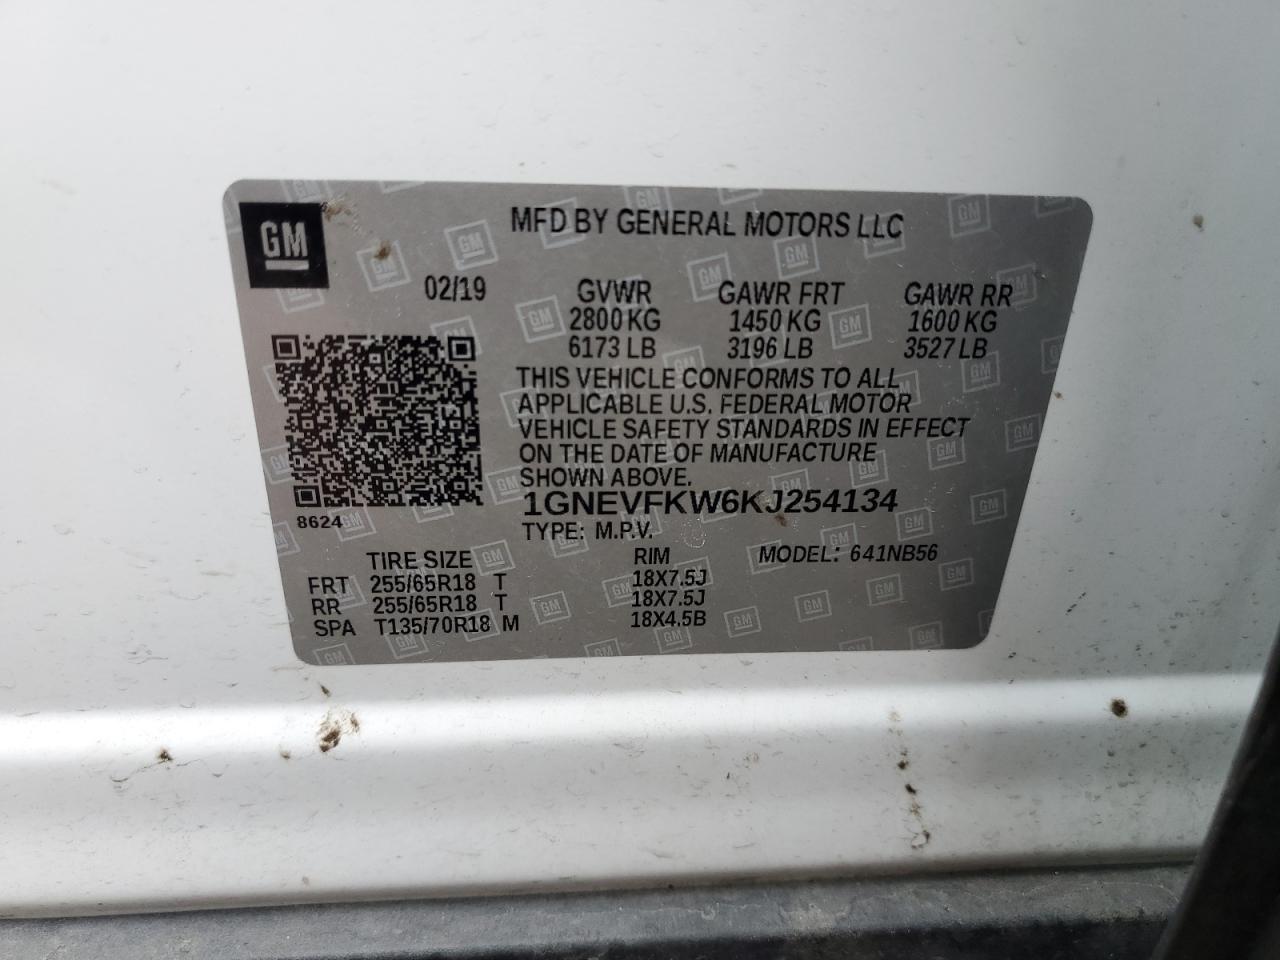 GM
MFD BY GENERAL MOTORS LLC
02/19 GVWR GAWR FRT GAWR RR
2800 KG 1450 KG 1600 KG
6173 LB 3196 LB 3527 LB
THIS VEHICLE CONFORMS TO ALL
APPLICABLE U.S. FEDERAL MOTOR
VEHICLE SAFETY STANDARDS IN EFFECT
ON THE DATE OF MANUFACTURE
SHOWN ABOVE.
1GNEVFKW6KJ254134
8624
TYPE: M.P.V.
TIRE SIZE RIM MODEL: 641NB56
FRT 255/65R18 T 18X7.5J
RR 255/65R18 T 18X7.5J
SPA T135/70R18 M 18X4.5B